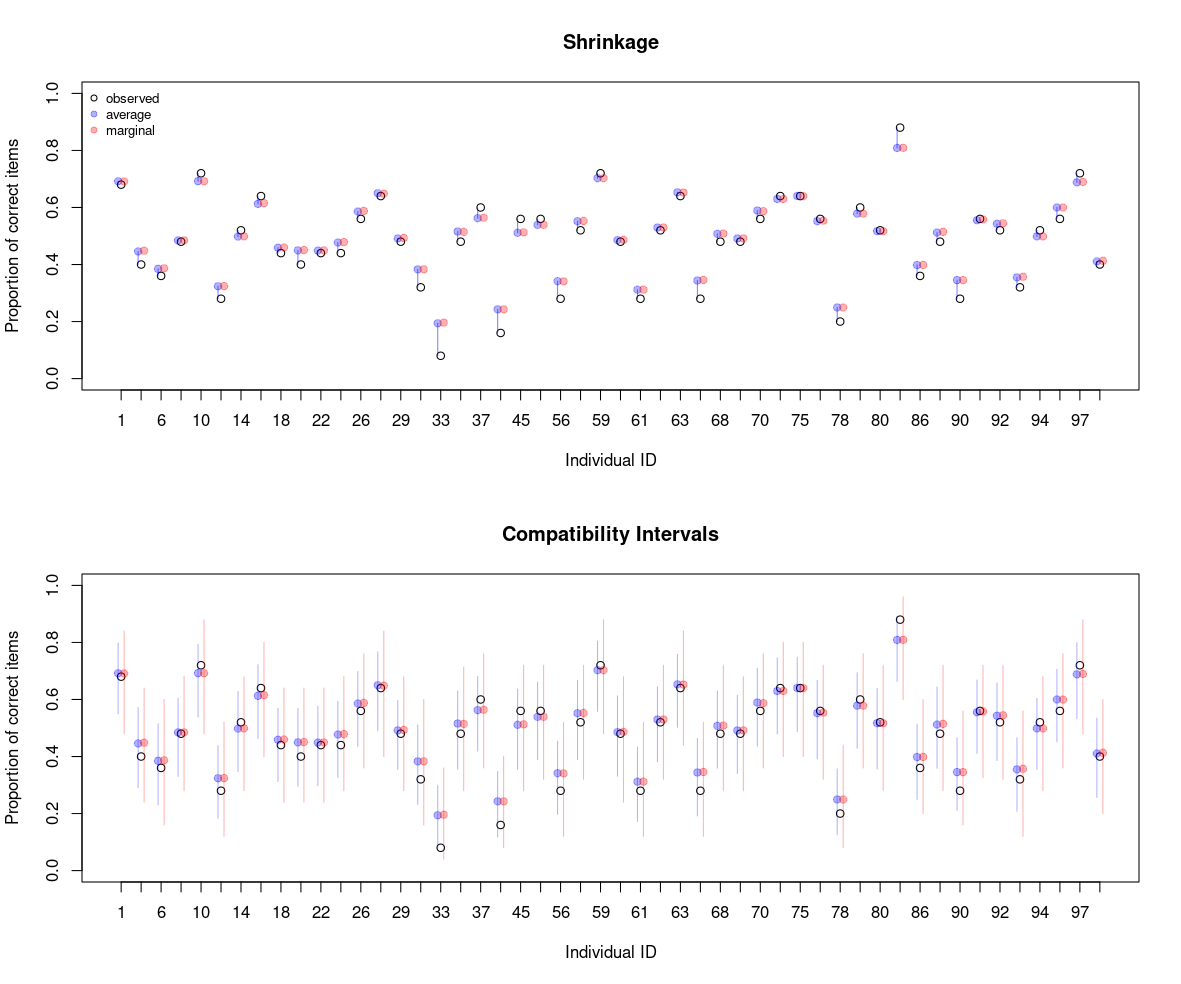 Shrinkage
Proportion of correct items
1.0
0.8
0.6
0.4
0.2
0.0
observed
average
marginal
1 6 10 14 18 22 26 29 33 37 45 56 59 61 63 68 70 75 78 80 86 90 92 94 97
Individual ID
Compatibility Intervals
Proportion of correct items
1.0
0.8
0.6
0.4
0.2
0.0
1 6 10 14 18 22 26 29 33 37 45 56 59 61 63 68 70 75 78 80 86 90 92 94 97
Individual ID